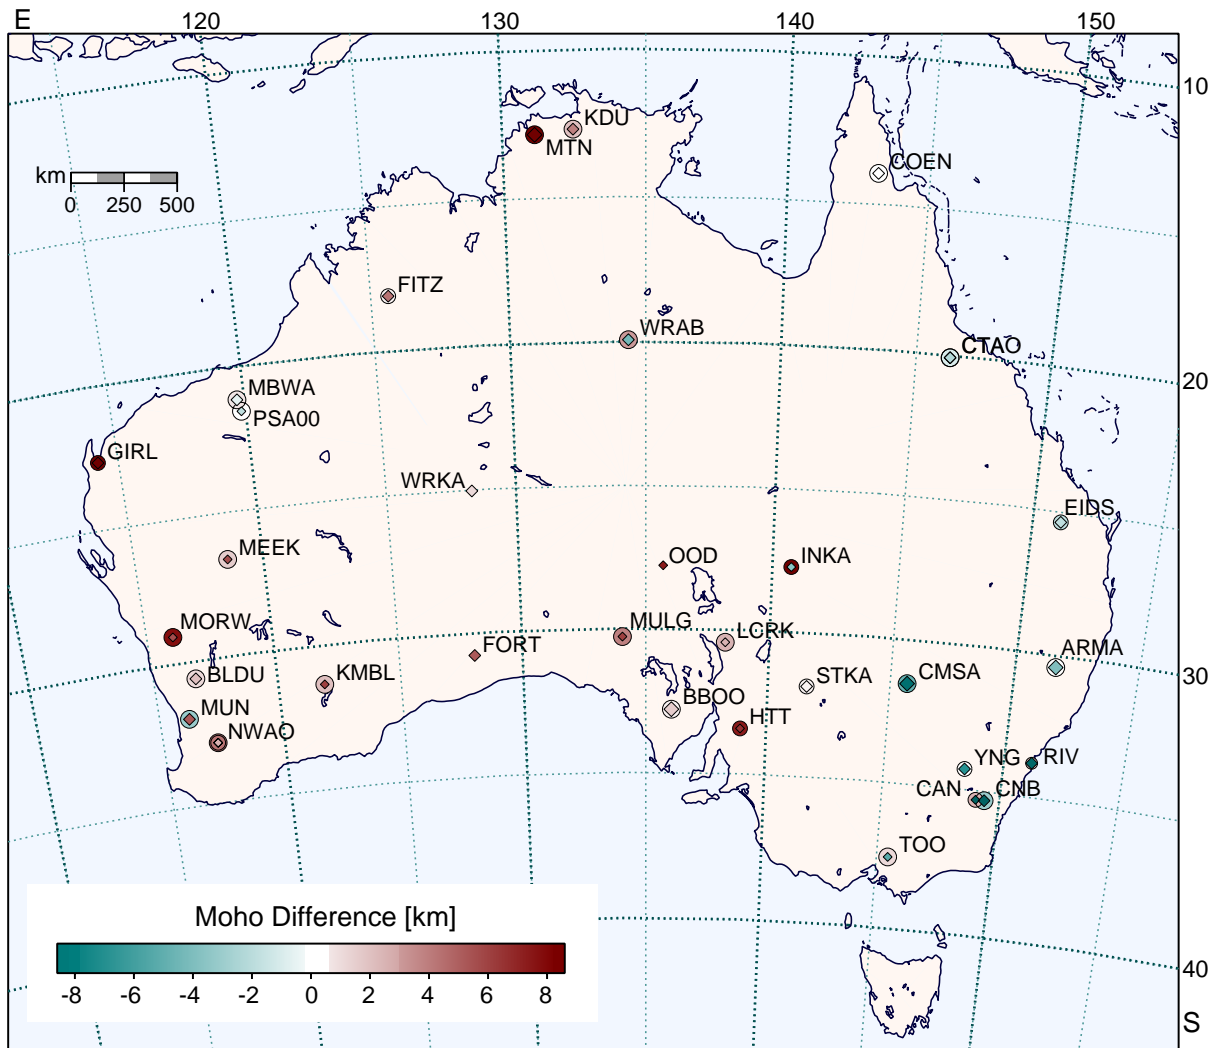 E
120
130
140
150
10
KDU
MTN
COEN
km
0
250
500
FITZ
WRAB
CTAO
20
MBWA
PSA00
GIRL
WRKA
EIDS
MEEK
OOD
INKA
MORW
MULG
LCRK
FORT
ARMA
BLDU
KMBL
STKA
CMSA
30
BBOO
MUN
HTT
NWAO
YNG
RIV
CAN
CNB
TOO
Moho Difference [km]
-8
-6
-4
-2
0
2
4
6
8
40
S